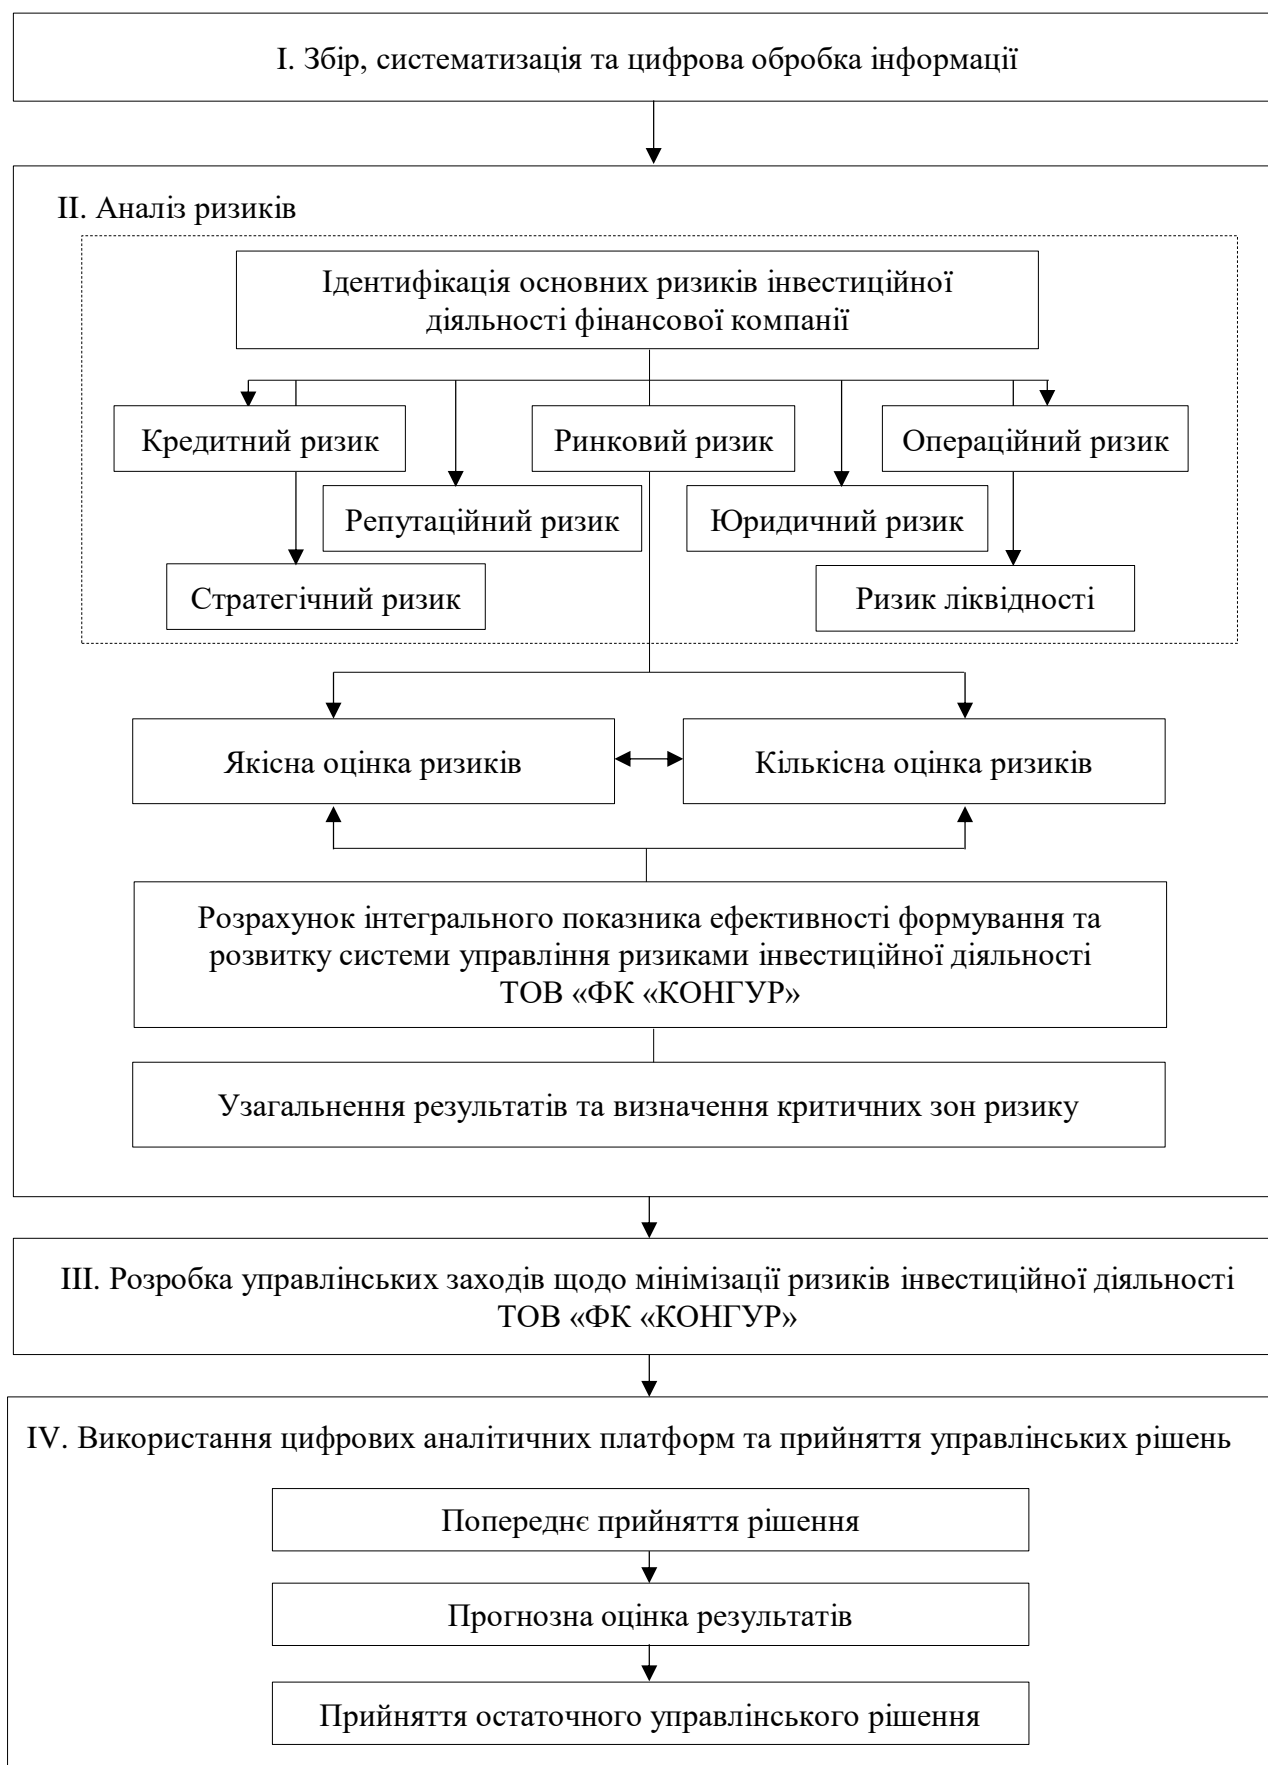 I. Збір, систематизація та цифрова обробка інформації
II. Аналіз ризиків
Ідентифікація основних ризиків інвестиційної
діяльності фінансової компанії
Кредитний ризик
Ринковий ризик
Операційний ризик
Репутаційний ризик
Юридичний ризик
Стратегічний ризик
Ризик ліквідності
Якісна оцінка ризиків
Кількісна оцінка ризиків
Розрахунок інтегрального показника ефективності формування та
розвитку системи управління ризиками інвестиційної діяльності
ТОВ «ФК «КОНГУР»
Узагальнення результатів та визначення критичних зон ризику
III. Розробка управлінських заходів щодо мінімізації ризиків інвестиційної діяльності
ТОВ «ФК «КОНГУР»
IV. Використання цифрових аналітичних платформ та прийняття управлінських рішень
Попереднє прийняття рішення
Прогнозна оцінка результатів
Прийняття остаточного управлінського рішення